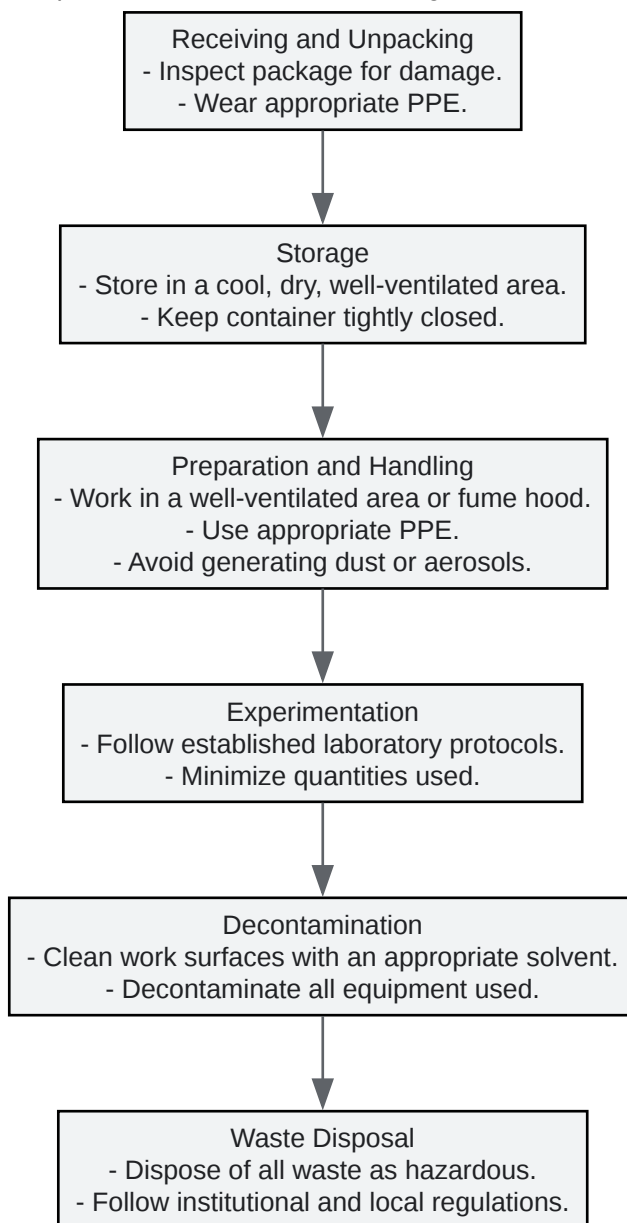 Receiving and Unpacking
- Inspect package for damage.
- Wear appropriate PPE.
Storage
- Store in a cool, dry, well-ventilated area.
- Keep container tightly closed.
Preparation and Handling
- Work in a well-ventilated area or fume hood.
- Use appropriate PPE.
- Avoid generating dust or aerosols.
Experimentation
- Follow established laboratory protocols.
- Minimize quantities used.
Decontamination
- Clean work surfaces with an appropriate solvent.
- Decontaminate all equipment used.
Waste Disposal
- Dispose of all waste as hazardous.
- Follow institutional and local regulations.